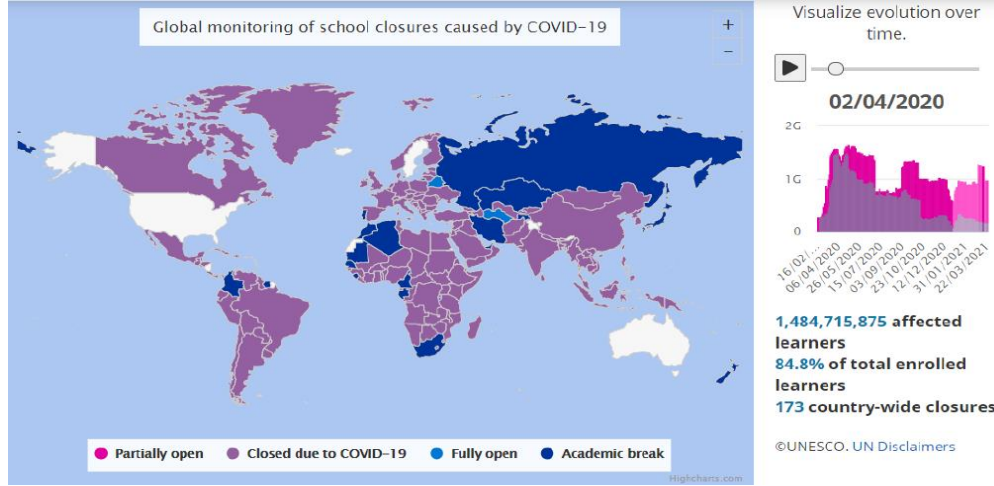 Global monitoring of school closures caused by COVID-19
+
−
Partially open
Closed due to COVID-19
Fully open
Academic break
Highcharts.com
Visualize evolution over
time.
02/04/2020
2G
1G
0
16/02/...
06/04/2020
26/05/2020
15/07/2020
03/09/2020
23/10/2020
12/12/2020
31/01/2021
22/03/2021
1,484,715,875 affected
learners
84.8% of total enrolled
learners
173 country-wide closures
©UNESCO. UN Disclaimers